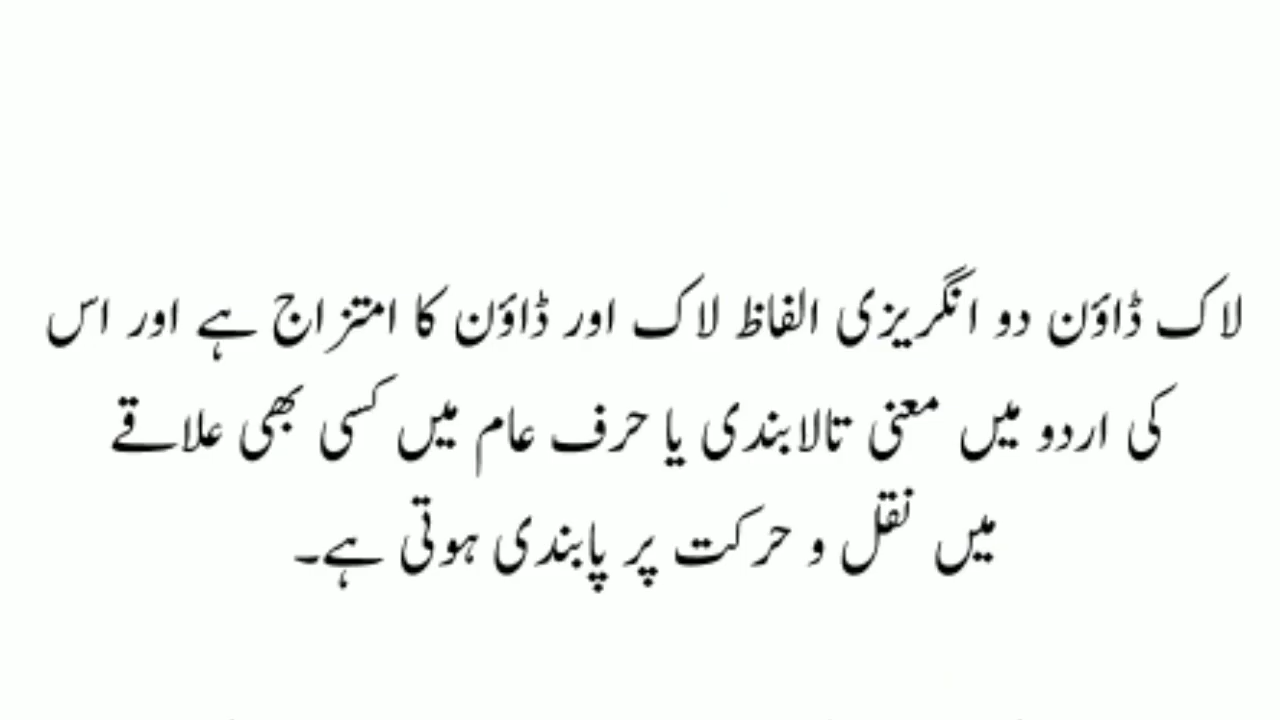 لاک ڈاؤن دو انگریزی الفاظ لاک اور ڈاؤن کا امتزاج ہے اور اس
کی اردو میں معنی تالابندی یا حرف عام میں کسی بھی علاقے
میں نقل و حرکت پر پابندی ہوتی ہے۔